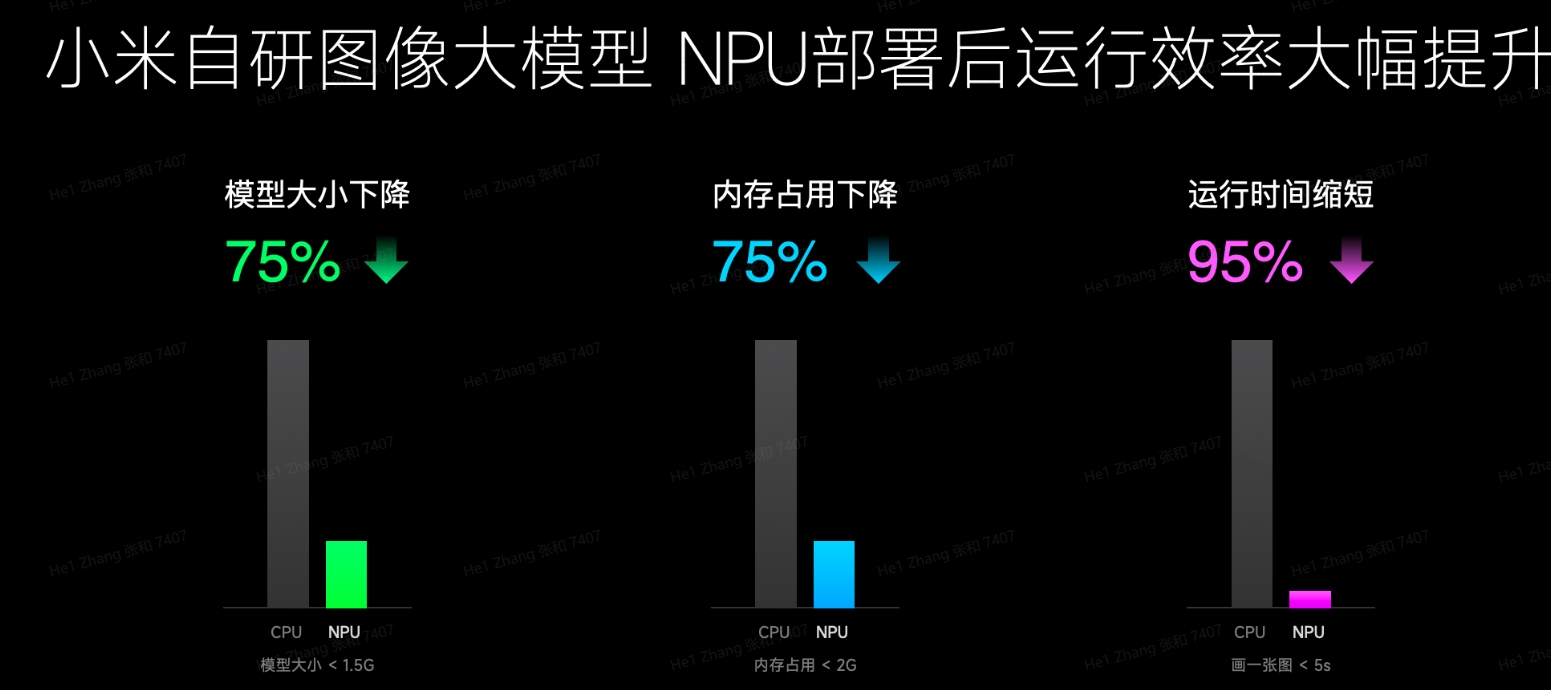 小米自研图像大模型 NPU部署后运行效率大幅提升
模型大小下降
75%
内存占用下降
75%
运行时间缩短
95%
CPU NPU
模型大小 < 1.5G
CPU NPU
内存占用 < 2G
CPU NPU
画一张图 < 5s
He1 Zhang 张和 7407